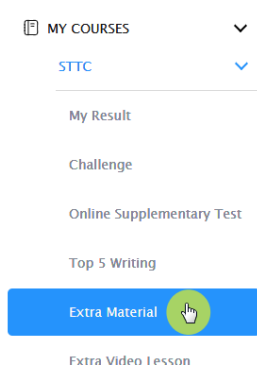 MY COURSES
STTC
My Result
Challenge
Online Supplementary Test
Top 5 Writing
Extra Material
Extra Video Lesson